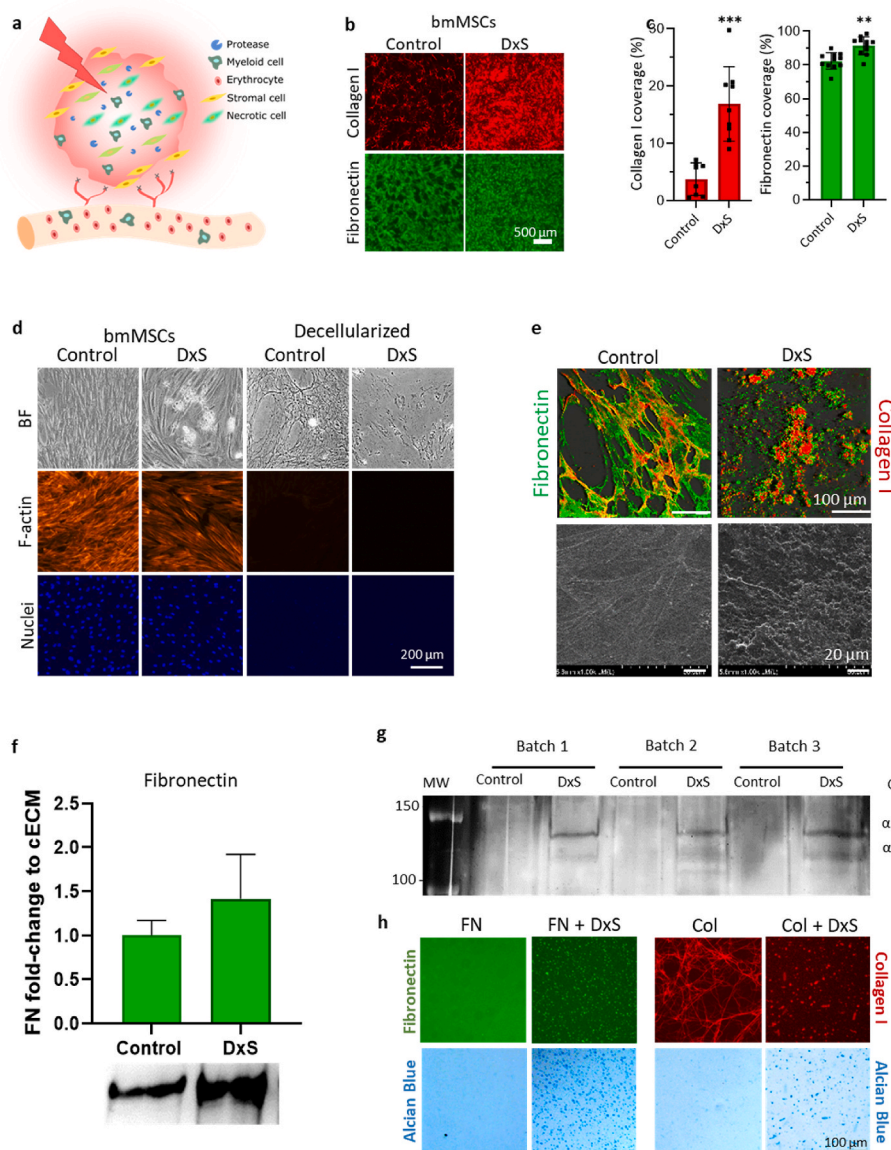 a
Protease
Myeloid cell
Erythrocyte
Stromal cell
Necrotic cell
b
bmMSCs
Control DxS
Collagen I
Fibronectin
500 µm
c
***
Collagen I coverage (%)
30
20
10
0
Control
DxS
**
Fibronectin coverage (%)
100
80
60
40
20
0
Control
DxS
d
bmMSCs Decellularized
Control DxS Control DxS
BF
F-actin
Nuclei
200 µm
e
Control DxS
Fibronectin
Collagen I
100 µm
20 µm
f
Fibronectin
FN fold-change to cECM
2.5
2.0
1.5
1.0
0.5
0.0
Control DxS
g
Batch 1 Batch 2 Batch 3
MW Control DxS Control DxS Control DxS
150
100
α
α
h
FN FN + DxS Col Col + DxS
Fibronectin
Collagen I
Alcian Blue
Alcian Blue
100 µm